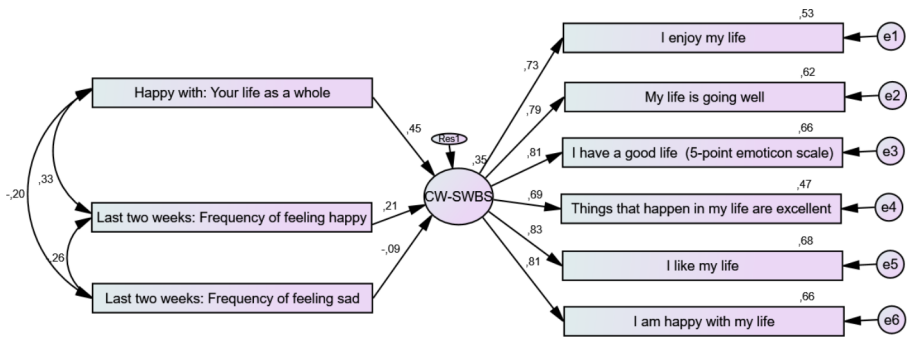 ,53
I enjoy my life
e1
,73
,62
Happy with: Your life as a whole
My life is going well
e2
,79
,45
,66
Res1
,35
,81
I have a good life (5-point emoticon scale)
e3
-,20
,33
,47
CW-SWBS
,69
Things that happen in my life are excellent
e4
Last two weeks: Frequency of feeling happy
,21
,83
,68
-,09
,26
,81
I like my life
e5
Last two weeks: Frequency of feeling sad
,66
I am happy with my life
e6